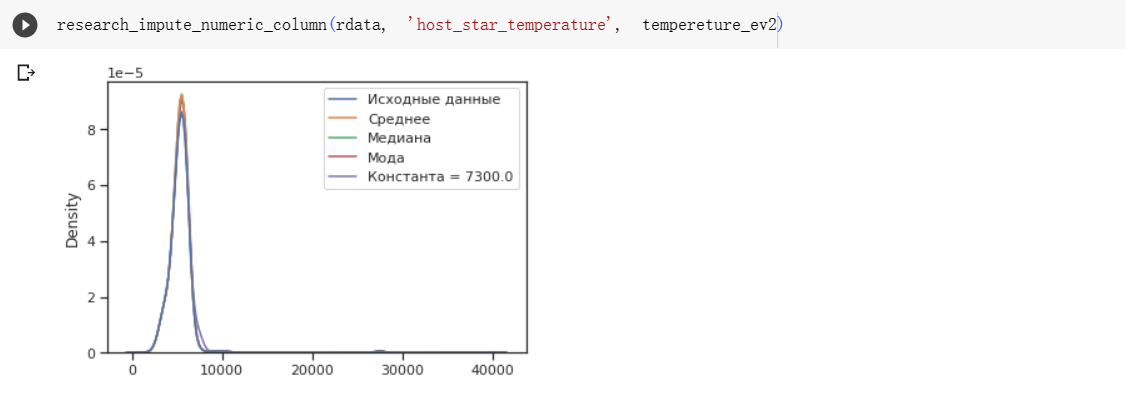 research_impute_numeric_column(rdata, 'host_star_temperature', tempereture_ev2)
1e−5
Исходные данные
Среднее
Медиана
Мода
Константа = 7300.0
8
6
4
2
0
Density
0 10000 20000 30000 40000